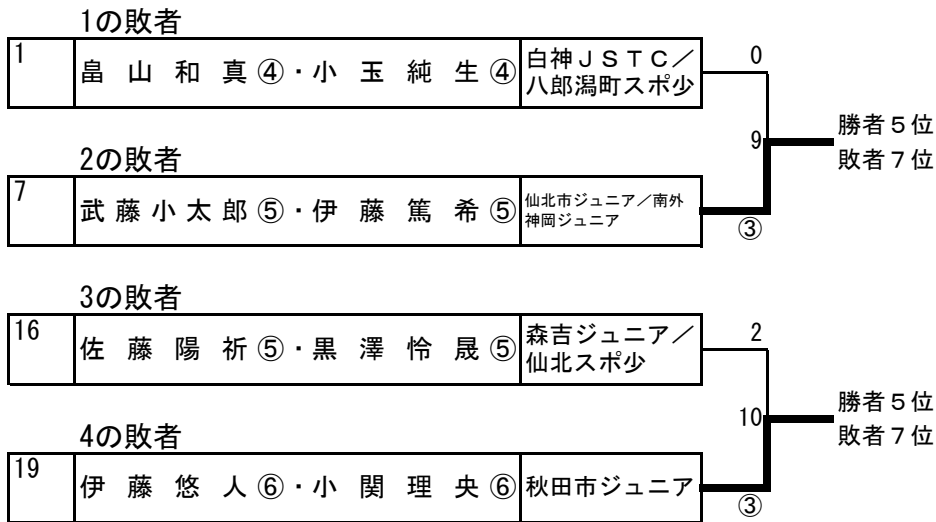 1の敗者
1 畠山和真④・小玉純生④ 白神ＪＳＴＣ／
八郎潟町スポ少
0
9
勝者５位
敗者７位
2の敗者
7 武藤小太郎⑤・伊藤篤希⑤ 仙北市ジュニア／南外
神岡ジュニア
③
3の敗者
16 佐藤陽祈⑤・黒澤怜晟⑤ 森吉ジュニア／
仙北スポ少
2
10
勝者５位
敗者７位
4の敗者
19 伊藤悠人⑥・小関理央⑥ 秋田市ジュニア
③